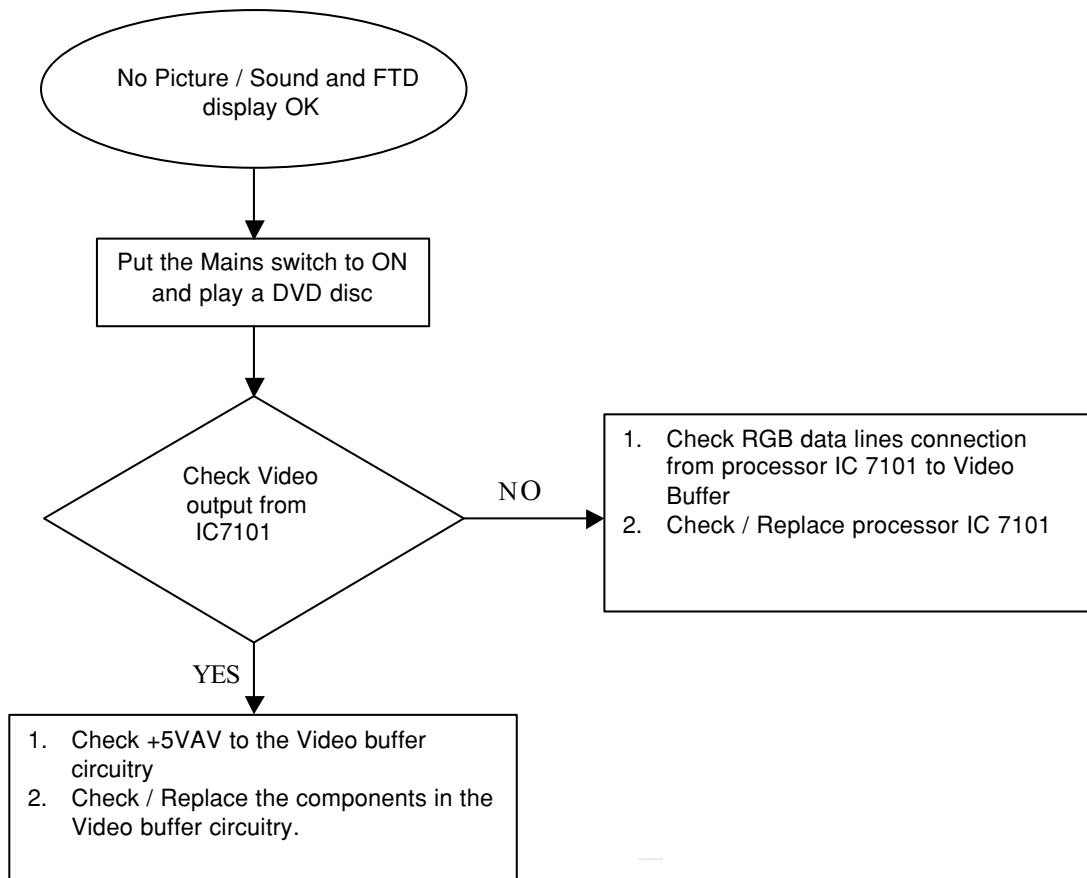 No Picture / Sound and FTD
display OK
Put the Mains switch to ON
and play a DVD disc
Check Video
output from
IC7101
NO
1. Check RGB data lines connection
from processor IC 7101 to Video
Buffer
2. Check / Replace processor IC 7101
YES
1. Check +5VAV to the Video buffer
circuitry
2. Check / Replace the components in the
Video buffer circuitry.